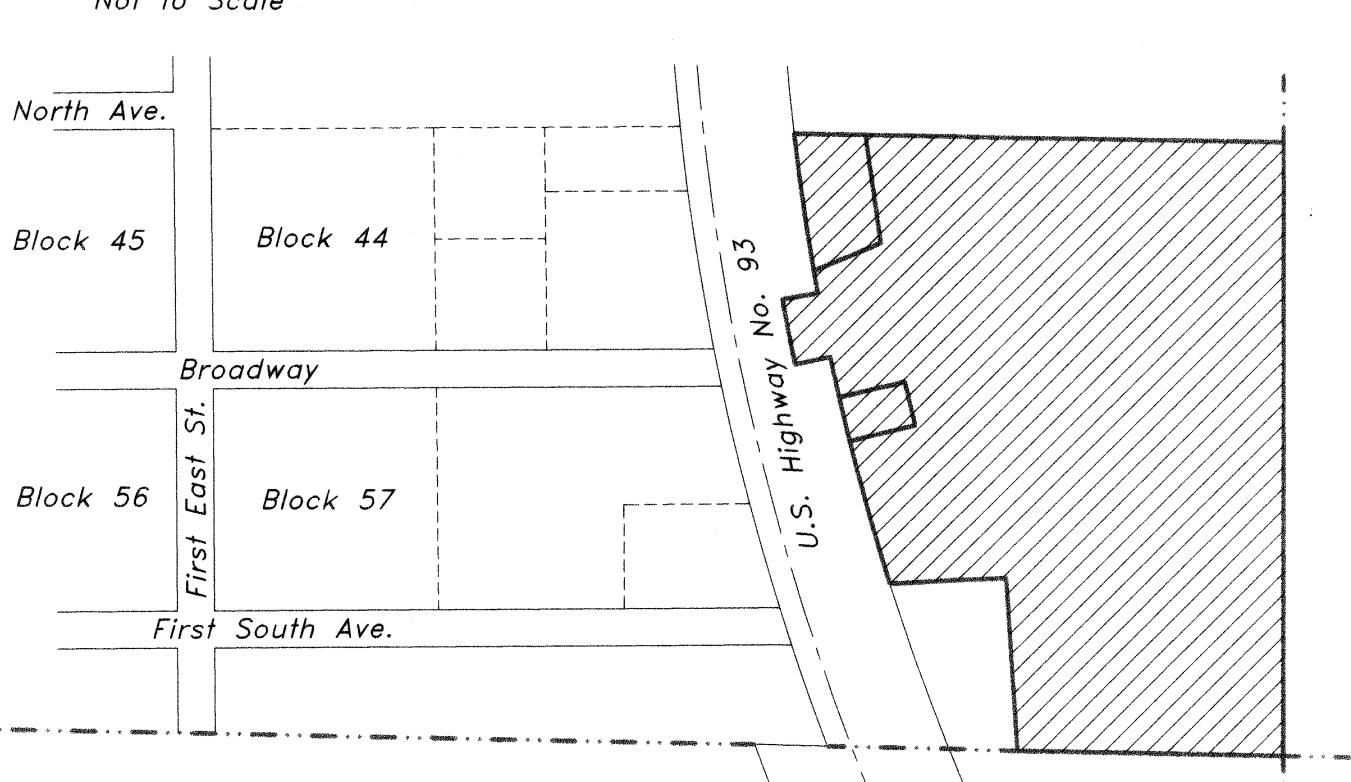 Not to Scale
North Ave.
Block 45
Block 44
U.S. Highway No. 93
Broadway
First East St.
Block 56
Block 57
First South Ave.